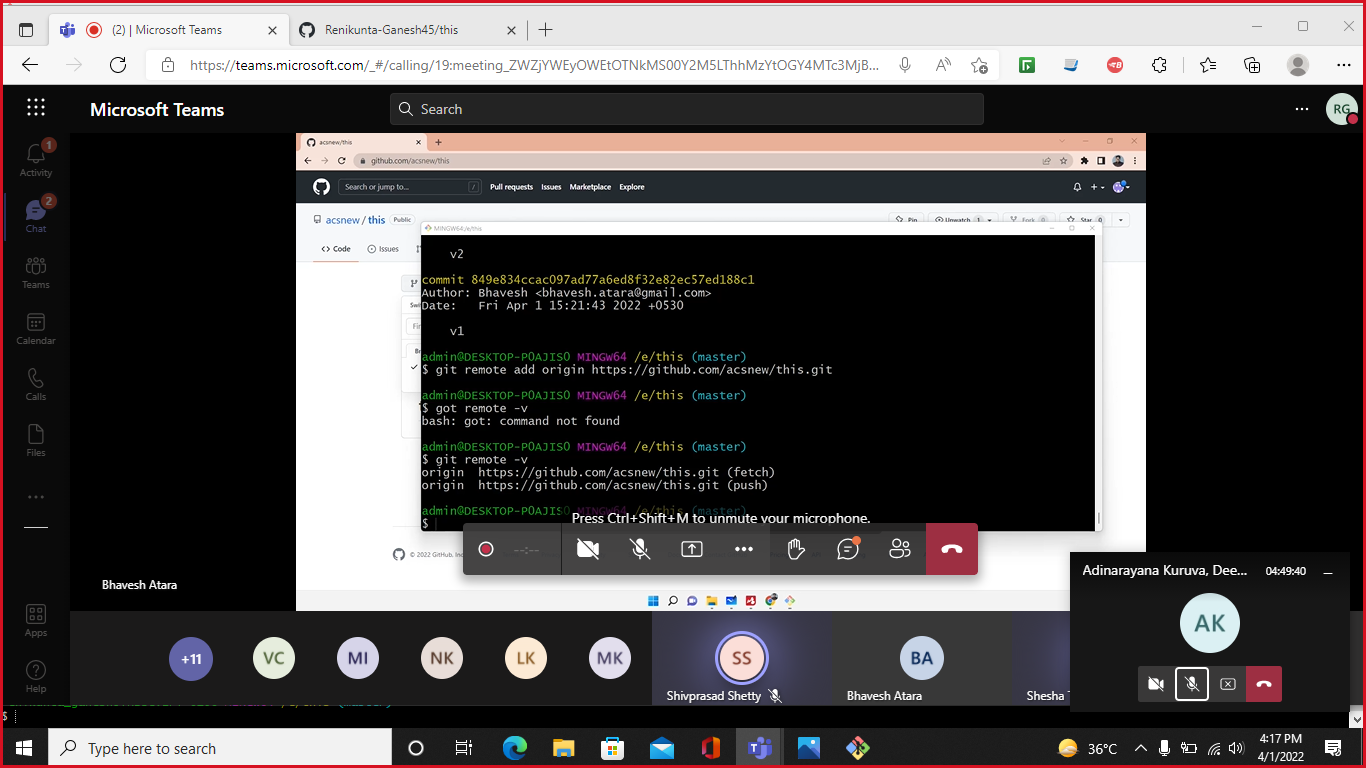 (2) | Microsoft Teams
Renikunta-Ganesh45/this
https://teams.microsoft.com/_#/calling/19:meeting_ZWZjYWEyOWEtOTNkMS00Y2M5LThhMzYtOGY4MTc3MjB...
Microsoft Teams
Search
RG
Activity
1
Chat
2
Teams
Calendar
Calls
Files
Apps
Help
acsnew/this
github.com/acsnew/this
Search or jump to...
/
Pull requests Issues Marketplace Explore
acsnew / this Public
Pin Unwatch 1 Fork 0 Star 0
<> Code Issues
MINGW64:/e/this
v2
commit 849e834ccac097ad77a6ed8f32e82ec57ed188c1
Author: Bhavesh <bhavesh.atara@gmail.com>
Date: Fri Apr 1 15:21:43 2022 +0530
v1
admin@DESKTOP-P0AJIS0 MINGW64 /e/this (master)
$ git remote add origin https://github.com/acsnew/this.git
admin@DESKTOP-P0AJIS0 MINGW64 /e/this (master)
$ got remote -v
bash: got: command not found
admin@DESKTOP-P0AJIS0 MINGW64 /e/this (master)
$ git remote -v
origin https://github.com/acsnew/this.git (fetch)
origin https://github.com/acsnew/this.git (push)
admin@DESKTOP-P0AJIS0 MINGW64 /e/this (master)
$
Press Ctrl+Shift+M to unmute your microphone.
--:--
© 2022 GitHub, Inc
Bhavesh Atara
Adinarayana Kuruva, Dee... 04:49:40
AK
+11
VC
MI
NK
LK
MK
SS
BA
Shivprasad Shetty
Bhavesh Atara
Shesha
$
Type here to search
36°C
4:17 PM
4/1/2022